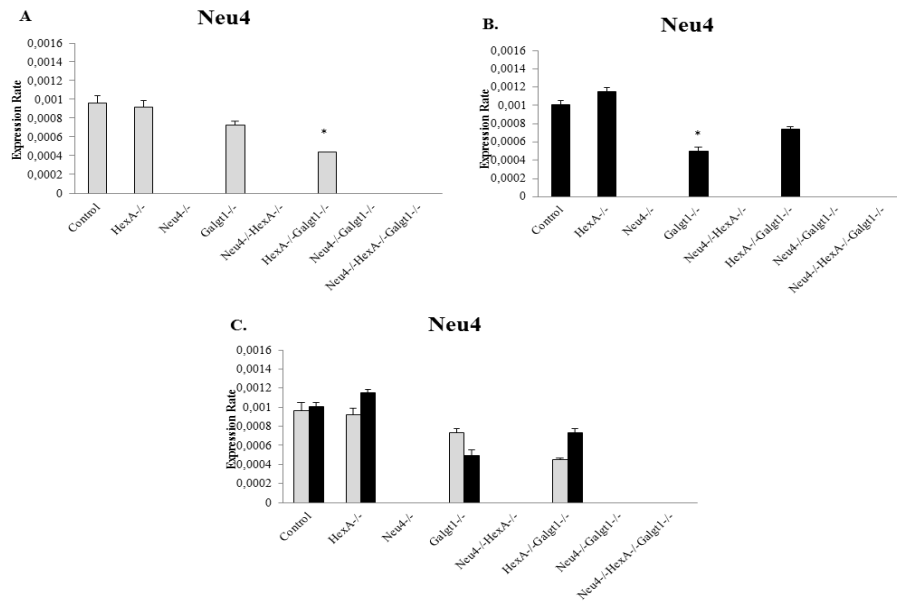 A
Neu4
Expression Rate
0,0016
0,0014
0,0012
0,001
0,0008
0,0006
0,0004
0,0002
0
*
Control
HexA-/-
Neu4-/-
Galgt1-/-
Neu4-/-HexA-/-
HexA-/-Galgt1-/-
Neu4-/-Galgt1-/-
Neu4-/-HexA-/-Galgt1-/-
B.
Neu4
Expression Rate
0,0016
0,0014
0,0012
0,001
0,0008
0,0006
0,0004
0,0002
0
*
Control
HexA-/-
Neu4-/-
Galgt1-/-
Neu4-/-HexA-/-
HexA-/-Galgt1-/-
Neu4-/-Galgt1-/-
Neu4-/-HexA-/-Galgt1-/-
C.
Neu4
Expression Rate
0,0016
0,0014
0,0012
0,001
0,0008
0,0006
0,0004
0,0002
0
Control
HexA-/-
Neu4-/-
Galgt1-/-
Neu4-/-HexA-/-
HexA-/-Galgt1-/-
Neu4-/-Galgt1-/-
Neu4-/-HexA-/-Galgt1-/-